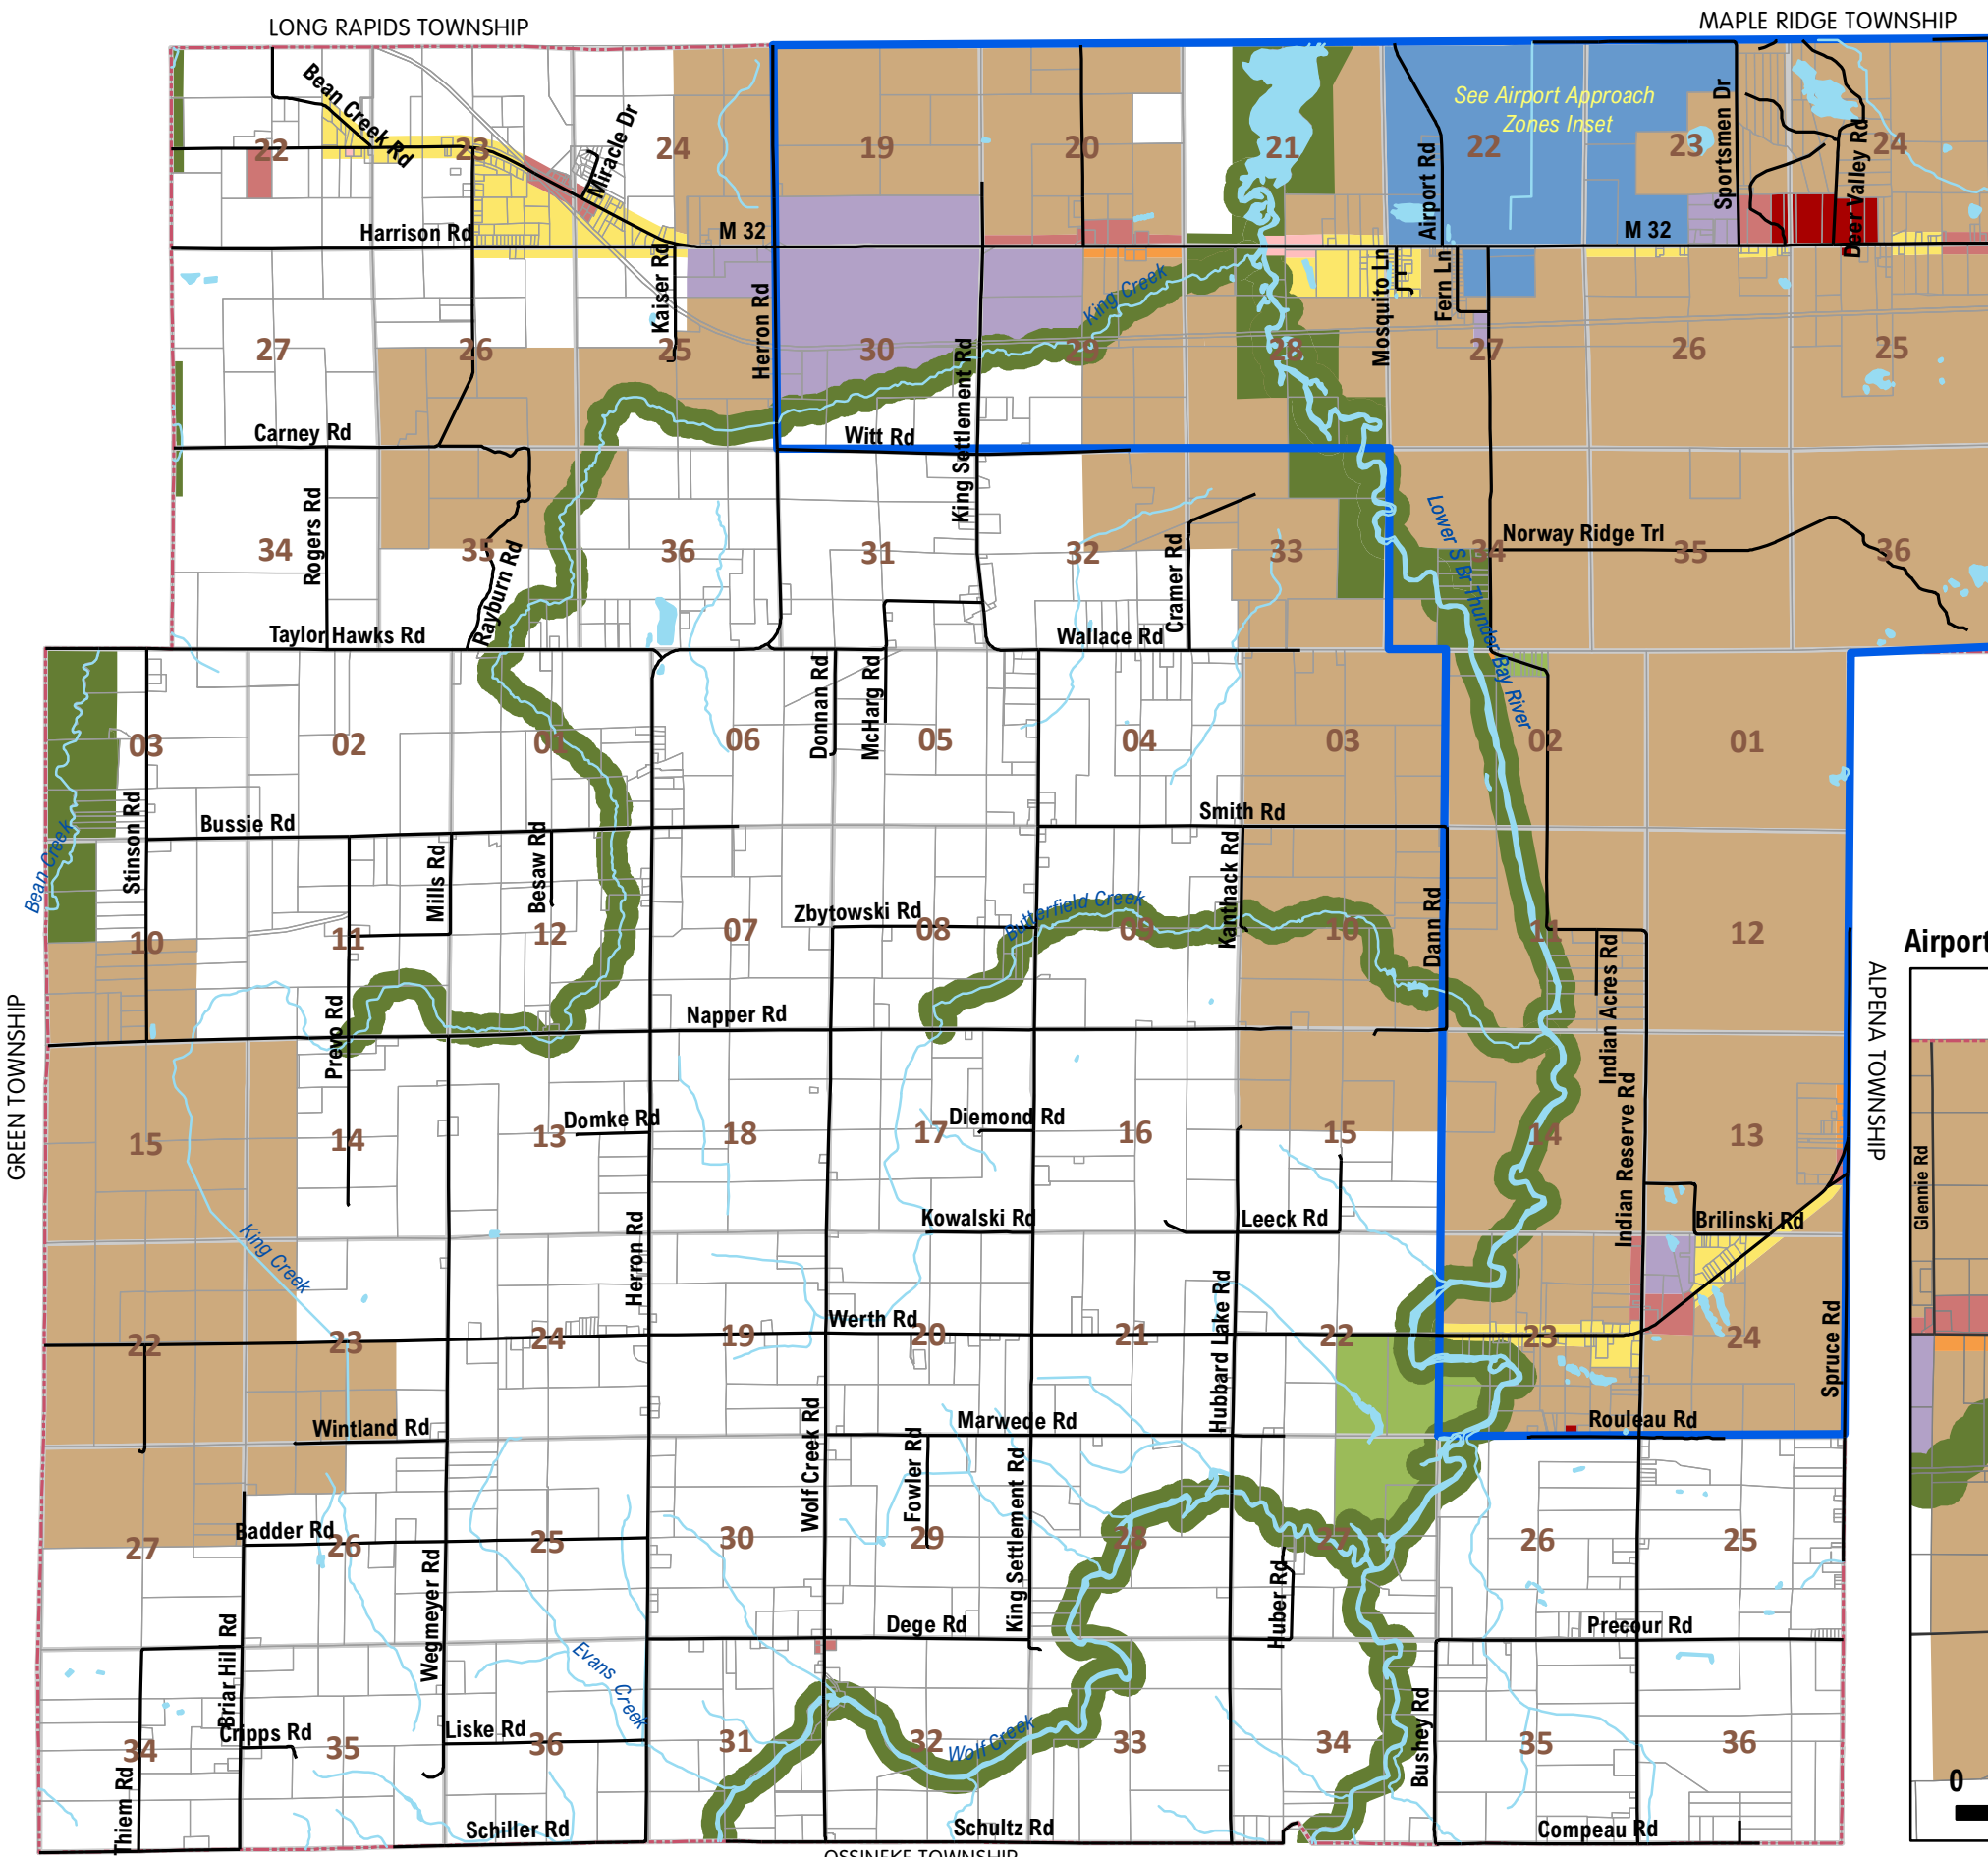 LONG RAPIDS TOWNSHIP
MAPLE RIDGE TOWNSHIP
Bean Creek Rd
Miracle Dr
See Airport Approach
Zones Inset
Airport Rd
Sportsmen Dr
Deer Valley Rd
22
23
24
19
20
21
22
23
24
Harrison Rd
M 32
M 32
Kaiser Rd
Herron Rd
King Creek
Mosquito Ln
Fern Ln
27
26
25
30
29
28
27
26
25
Carney Rd
Witt Rd
King Settlement Rd
Rogers Rd
Rayburn Rd
Cramer Rd
Lower S Br Thunder Bay River
Norway Ridge Trl
34
35
36
31
32
33
34
35
36
Taylor Hawks Rd
Wallace Rd
Donnan Rd
McHarg Rd
03
02
01
06
05
04
03
02
01
Stinson Rd
Bussie Rd
Smith Rd
Bean Creek
Mills Rd
Besaw Rd
Zbytowski Rd
Butterfield Creek
Kanthack Rd
Dann Rd
10
11
12
07
08
09
10
11
12
Indian Acres Rd
Airport
GREEN TOWNSHIP
ALPENA TOWNSHIP
Prevo Rd
Napper Rd
Domke Rd
Diemond Rd
15
14
13
18
17
16
15
14
13
Indian Reserve Rd
Glennie Rd
King Creek
Herron Rd
Kowalski Rd
Leeck Rd
Brilinski Rd
Hubbard Lake Rd
Werth Rd
22
23
24
19
20
21
22
23
24
Spruce Rd
Wintland Rd
Wolf Creek Rd
Marwede Rd
Rouleau Rd
Fowler Rd
King Settlement Rd
Badder Rd
27
26
25
30
29
28
27
26
25
Wegmeyer Rd
Huber Rd
Briar Hill Rd
Dege Rd
Precour Rd
Evans Creek
Cripps Rd
Liske Rd
Wolf Creek
Bushey Rd
34
35
36
31
32
33
34
35
36
0
Thiem Rd
Schiller Rd
Schultz Rd
Compeau Rd
OSSINEKE TOWNSHIP